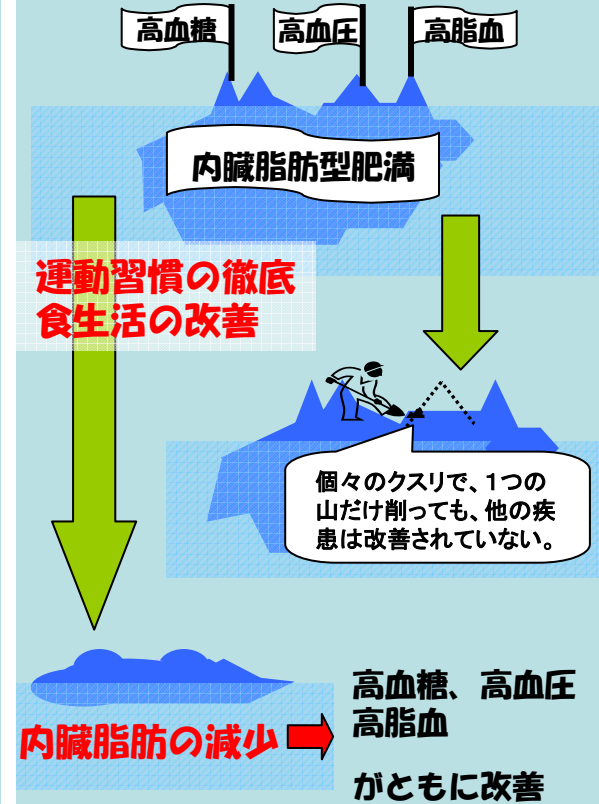 高血糖
高血圧
高脂血
内臓脂肪型肥満
運動習慣の徹底
食生活の改善
個々のクスリで、１つの
山だけ削っても、他の疾
患は改善されていない。
内臓脂肪の減少
高血糖、高血圧
高脂血
がともに改善